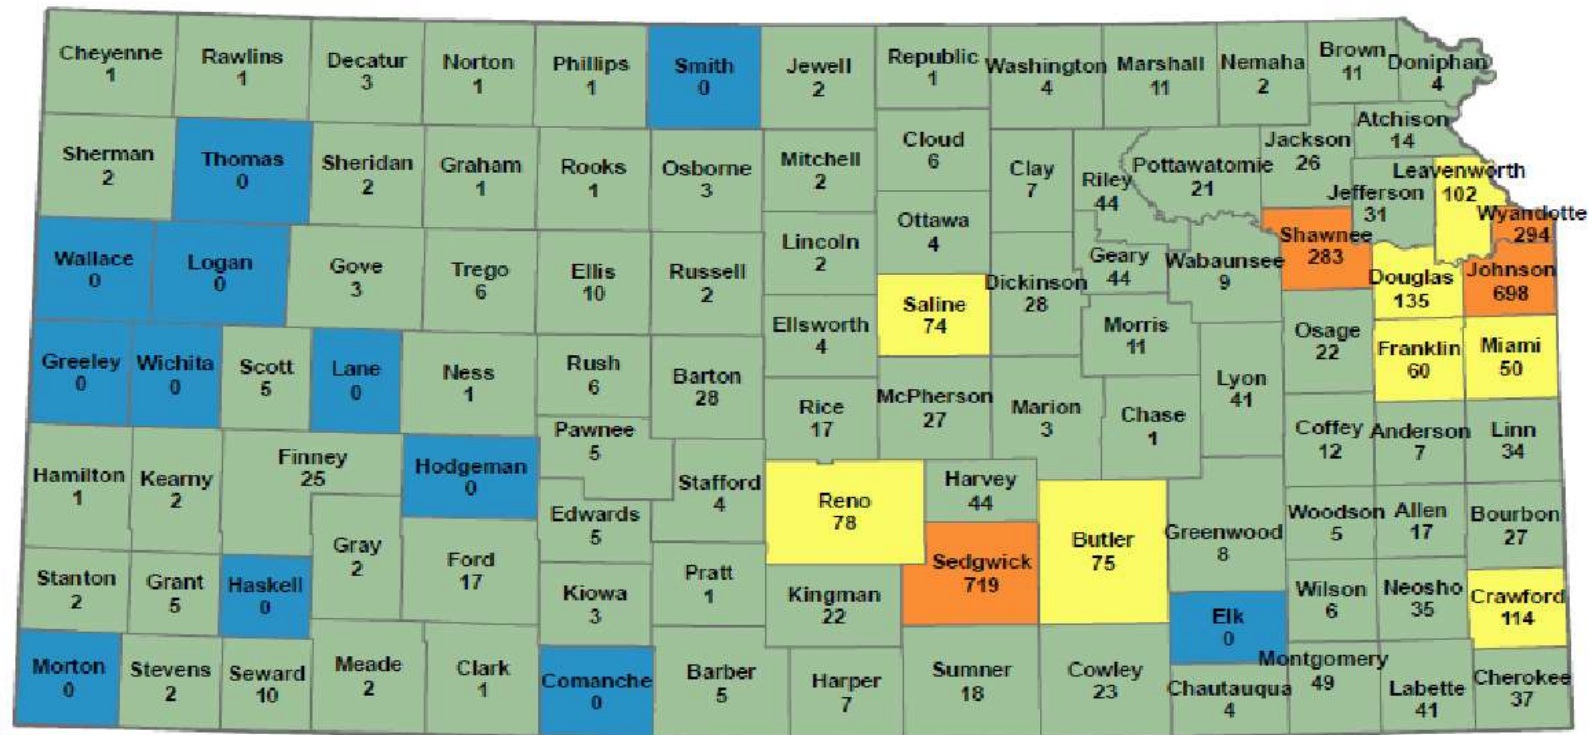 Cheyenne
1
Rawlins
1
Decatur
3
Norton
1
Phillips
1
Smith
0
Jewell
2
Republic
1
Washington
4
Marshall
11
Nemaha
2
Brown
11
Doniphan
4
Sherman
2
Thomas
0
Sheridan
2
Graham
1
Rooks
1
Osborne
3
Mitchell
2
Cloud
6
Clay
7
Riley
44
Pottawatomie
21
Jackson
26
Atchison
14
Jefferson
31
Leavenworth
102
Wyandotte
294
Wallace
0
Logan
0
Gove
3
Trego
6
Ellis
10
Russell
2
Lincoln
2
Ottawa
4
Saline
74
Dickinson
28
Geary
44
Wabaunsee
9
Shawnee
283
Douglas
135
Johnson
698
Greeley
0
Wichita
0
Scott
5
Lane
0
Ness
1
Rush
6
Barton
28
Ellsworth
4
Rice
17
McPherson
27
Marion
3
Morris
11
Chase
1
Lyon
41
Osage
22
Franklin
60
Miami
50
Coffey
12
Anderson
7
Linn
34
Hamilton
1
Kearny
2
Finney
25
Hodgeman
0
Pawnee
5
Stafford
4
Edwards
5
Reno
78
Harvey
44
Sedgwick
719
Butler
75
Greenwood
8
Woodson
5
Allen
17
Bourbon
27
Stanton
2
Grant
5
Haskell
0
Gray
2
Ford
17
Kiowa
3
Pratt
1
Kingman
22
Elk
0
Wilson
6
Neosho
35
Crawford
114
Morton
0
Stevens
2
Seward
10
Meade
2
Clark
1
Comanche
0
Barber
5
Harper
7
Sumner
18
Cowley
23
Chautauqua
4
Montgomery
49
Labette
41
Cherokee
37